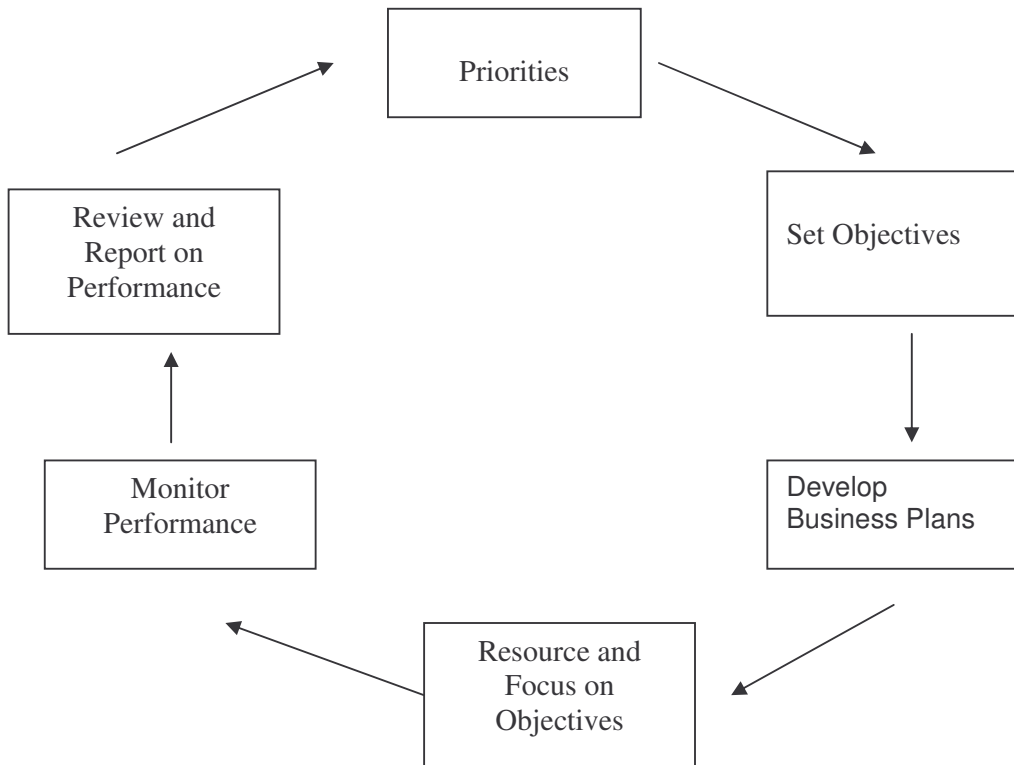 Priorities
Set Objectives
Develop
Business Plans
Resource and
Focus on
Objectives
Monitor
Performance
Review and
Report on
Performance